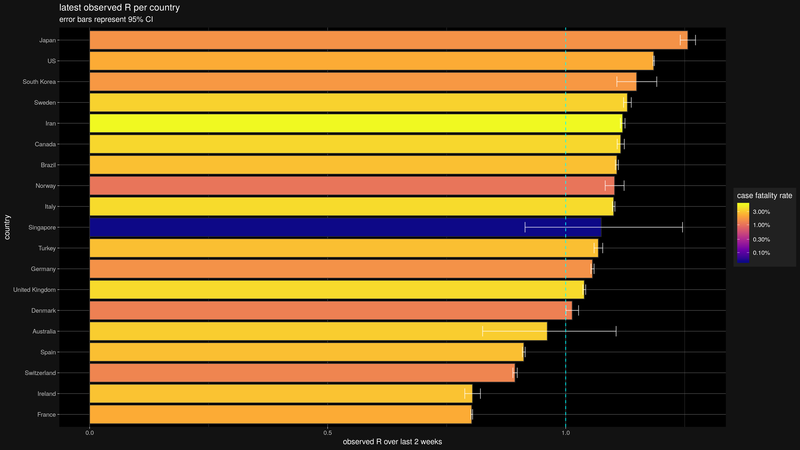 latest observed R per country
error bars represent 95% CI
country
Japan
US
South Korea
Sweden
Iran
Canada
Brazil
Norway
Italy
Singapore
Turkey
Germany
United Kingdom
Denmark
Australia
Spain
Switzerland
Ireland
France
0.0
0.5
1.0
observed R over last 2 weeks
case fatality rate
3.00%
1.00%
0.30%
0.10%